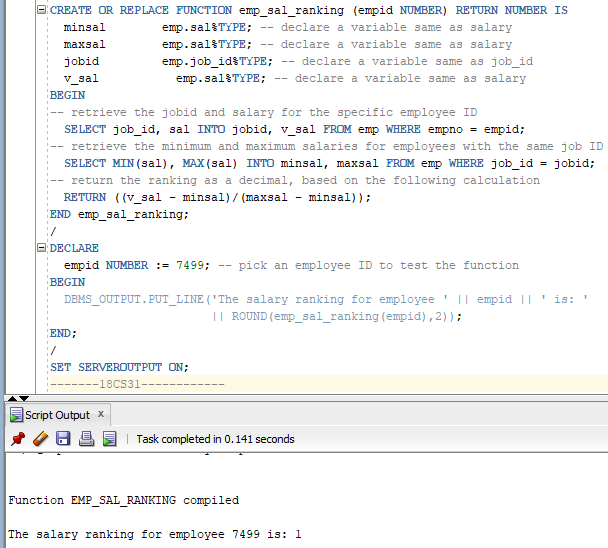 CREATE OR REPLACE FUNCTION emp_sal_ranking (empid NUMBER) RETURN NUMBER IS
minsal emp.sal%TYPE; -- declare a variable same as salary
maxsal emp.sal%TYPE; -- declare a variable same as salary
jobid emp.job_id%TYPE; -- declare a variable same as job_id
v_sal emp.sal%TYPE; -- declare a variable same as salary
BEGIN
-- retrieve the jobid and salary for the specific employee ID
SELECT job_id, sal INTO jobid, v_sal FROM emp WHERE empno = empid;
-- retrieve the minimum and maximum salaries for employees with the same job ID
SELECT MIN(sal), MAX(sal) INTO minsal, maxsal FROM emp WHERE job_id = jobid;
-- return the ranking as a decimal, based on the following calculation
RETURN ((v_sal - minsal)/(maxsal - minsal));
END emp_sal_ranking;
/
DECLARE
empid NUMBER := 7499; -- pick an employee ID to test the function
BEGIN
DBMS_OUTPUT.PUT_LINE('The salary ranking for employee ' || empid || ' is: '
|| ROUND(emp_sal_ranking(empid),2));
END;
/
SET SERVEROUTPUT ON;
-------18CS31------------
Script Output x
Task completed in 0.141 seconds
Function EMP_SAL_RANKING compiled
The salary ranking for employee 7499 is: 1